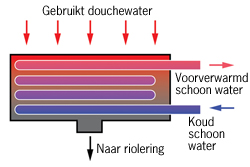 Gebruikt douchewater
Voorverwarmd
schoon water
Koud
schoon
water
Naar riolering